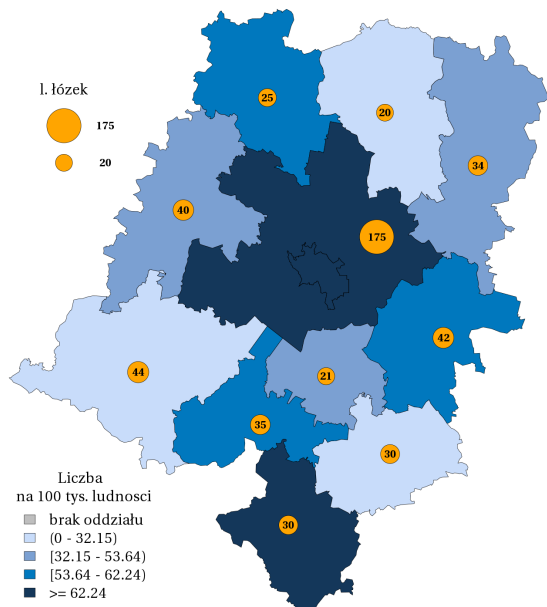 l. łózek
175
20
25
20
34
40
175
42
44
21
35
30
30
Liczba
na 100 tys. ludnosci
brak oddziału
(0 - 32.15)
[32.15 - 53.64)
[53.64 - 62.24)
>= 62.24